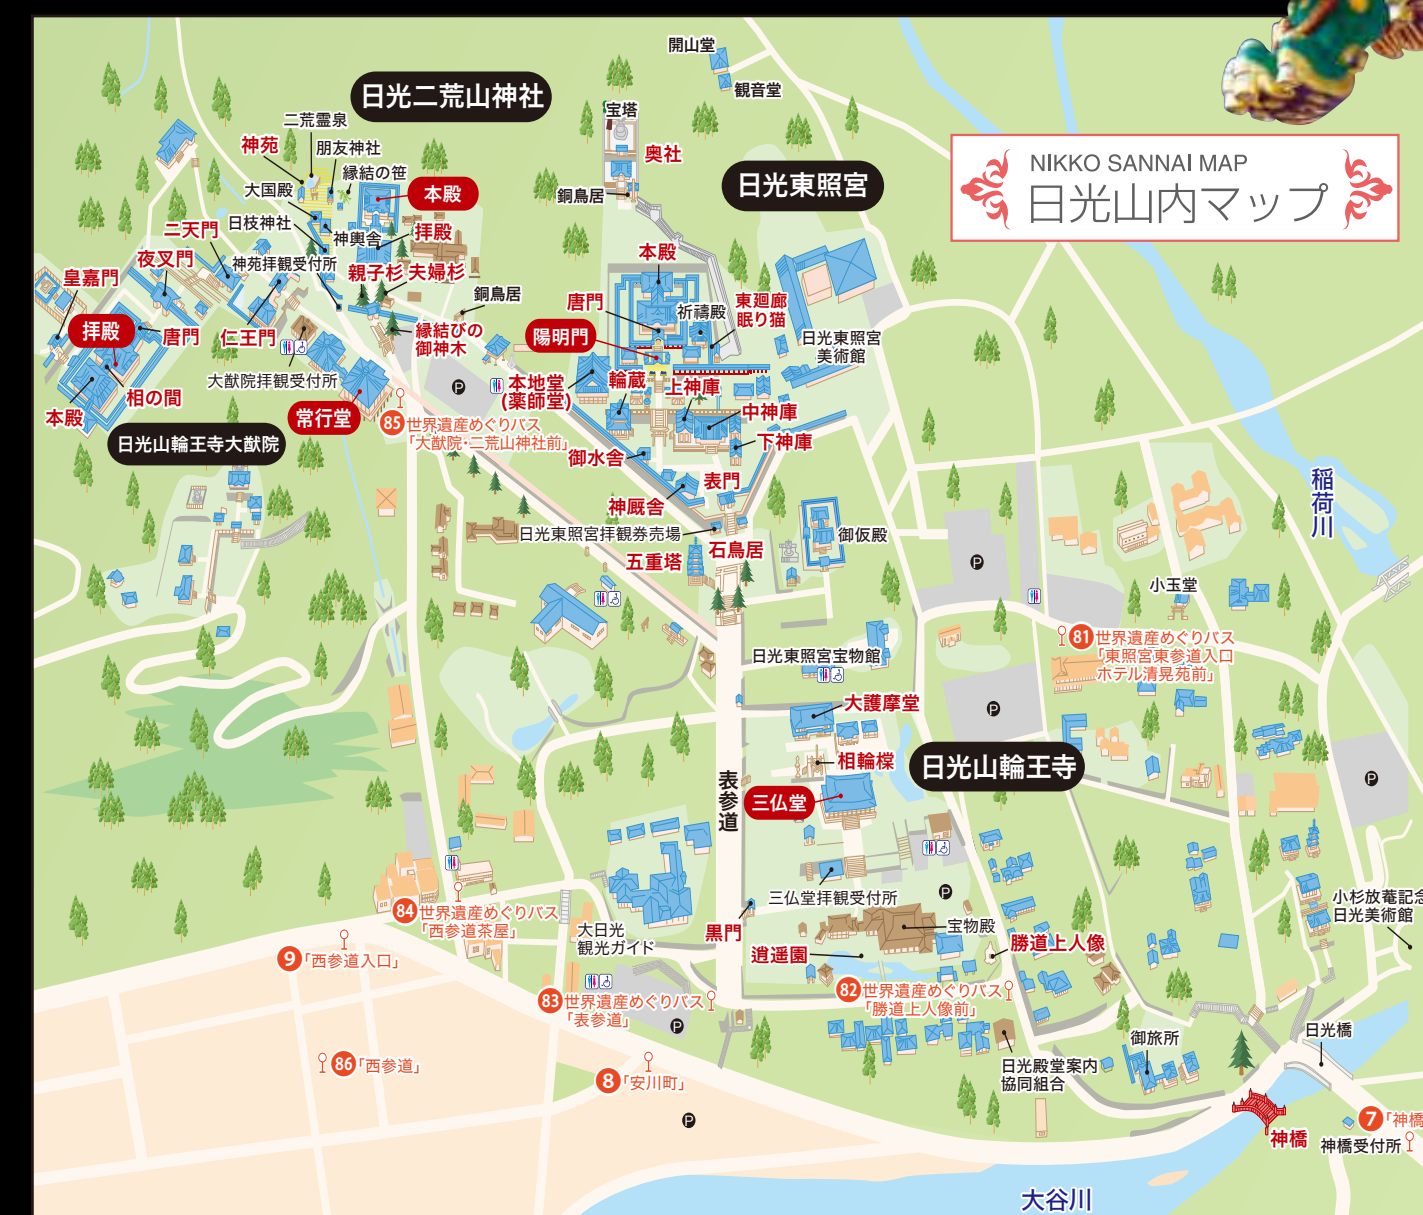 NIKKO SANNAI MAP
日光山内マップ
開山堂
観音堂
日光二荒山神社
宝塔
奥社
銅鳥居
二荒霊泉
神苑
朋友神社
縁結の笹
大国殿
本殿
日枝神社
神輿舎
拝殿
神苑拝観受付所
親子杉
夫婦杉
銅鳥居
縁結びの
御神木
二天門
夜叉門
皇嘉門
拝殿
唐門
仁王門
大猷院拝観受付所
相の間
本殿
常行堂
日光山輪王寺大猷院
85 世界遺産めぐりバス
「大猷院・二荒山神社前」
日光東照宮
本殿
唐門
祈禱殿
東廻廊
眠り猫
陽明門
日光東照宮
美術館
本地堂
(薬師堂)
輪蔵
上神庫
中神庫
下神庫
御水舎
表門
神厩舎
日光東照宮拝観券売場
石鳥居
五重塔
御仮殿
稲荷川
小玉堂
81 世界遺産めぐりバス
「東照宮東参道入口
ホテル清晃苑前」
日光東照宮宝物館
大護摩堂
相輪橖
日光山輪王寺
三仏堂
表参道
三仏堂拝観受付所
黒門
宝物殿
逍遥園
勝道上人像
82 世界遺産めぐりバス
「勝道上人像前」
84 世界遺産めぐりバス
「西参道茶屋」
9 「西参道入口」
大日光
観光ガイド
83 世界遺産めぐりバス
「表参道」
86 「西参道」
8 「安川町」
小杉放菴記念
日光美術館
御旅所
日光橋
日光殿堂案内
協同組合
7 「神橋
神橋
神橋受付所
大谷川
P
P
P
P
P
P
P
P